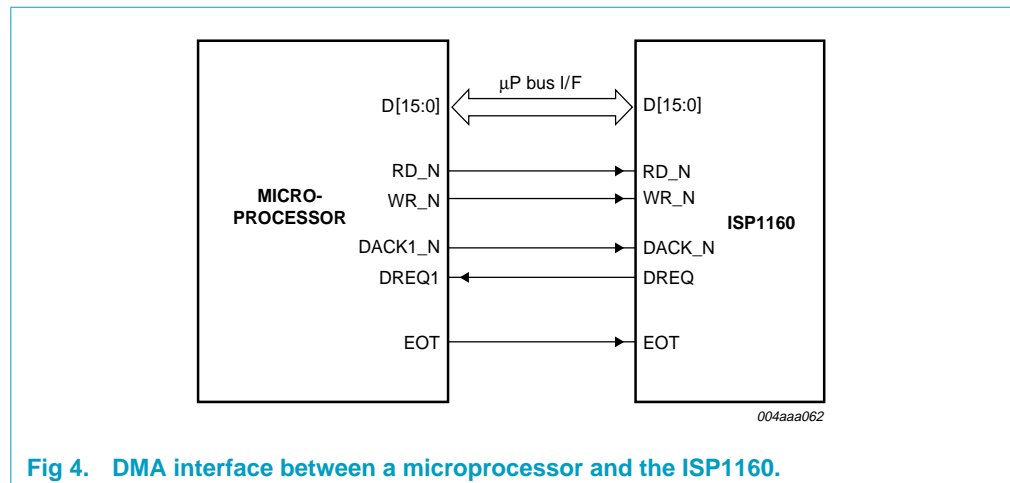 µP bus I/F
D[15:0] D[15:0]
RD_N RD_N
WR_N WR_N
MICRO-
PROCESSOR
ISP1160
DACK1_N DACK_N
DREQ1 DREQ
EOT EOT
004aaa062
Fig 4. DMA interface between a microprocessor and the ISP1160.